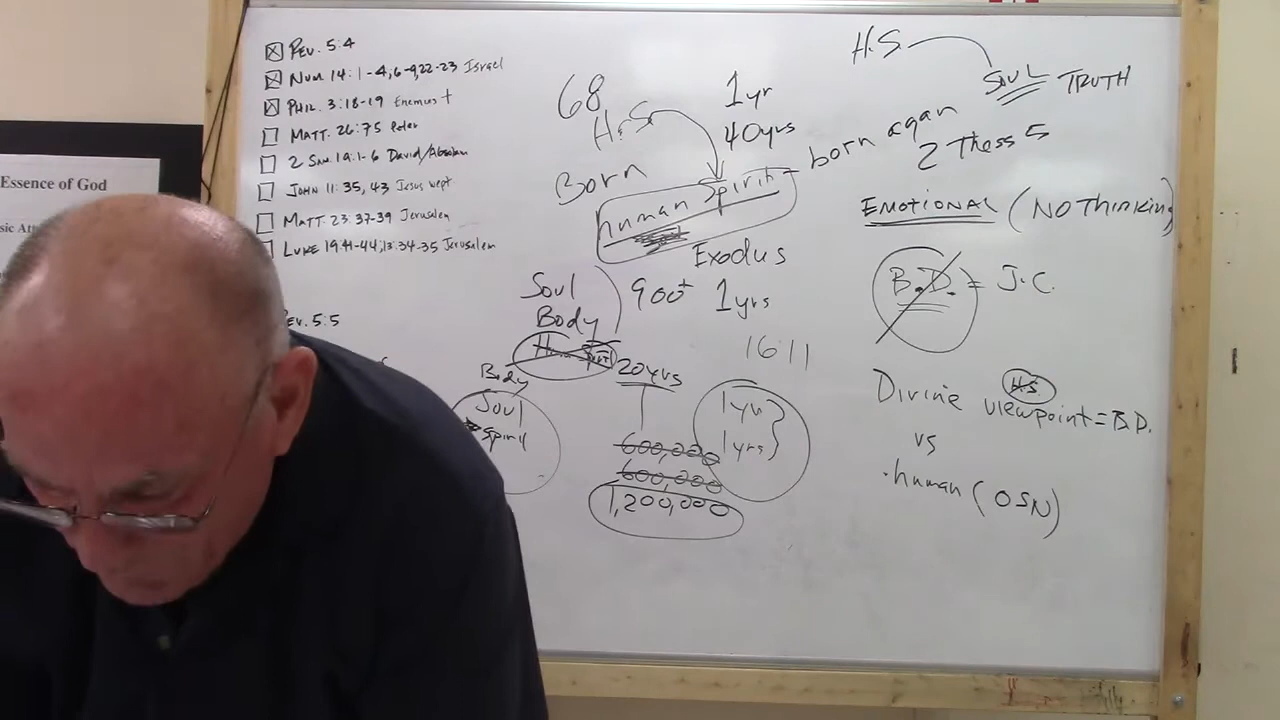 Essence of God
sic Att
☒ Rev. 5:4
☒ Num 14:1-4, 6-9, 22-23 Israel
☒ Phil. 3:18-19 Enemies +
☐ Matt. 26:75 Peter
☐ 2 Sam. 19:1-6 David/Absalom
☐ John 11:35, 43 Jesus wept
☐ Matt. 23:37-39 Jerusalem
Luke 19:41-44; 13:34-35 Jerusalem
ev. 5:5
68
1yr
H.S.
40yrs
Born
human Spirit = born again
2 Thess 5
Exodus
Soul
Body
900+ 1yrs
1611
Body
Soul
Spirit
20yrs
600,000
600,000
1,200,000
1yr
1yrs
H.S.
Soul TRUTH
EMOTIONAL (NO Thinking)
B.D. = J.C.
H.S.
Divine viewpoint = B.D.
vs
human (OSN)